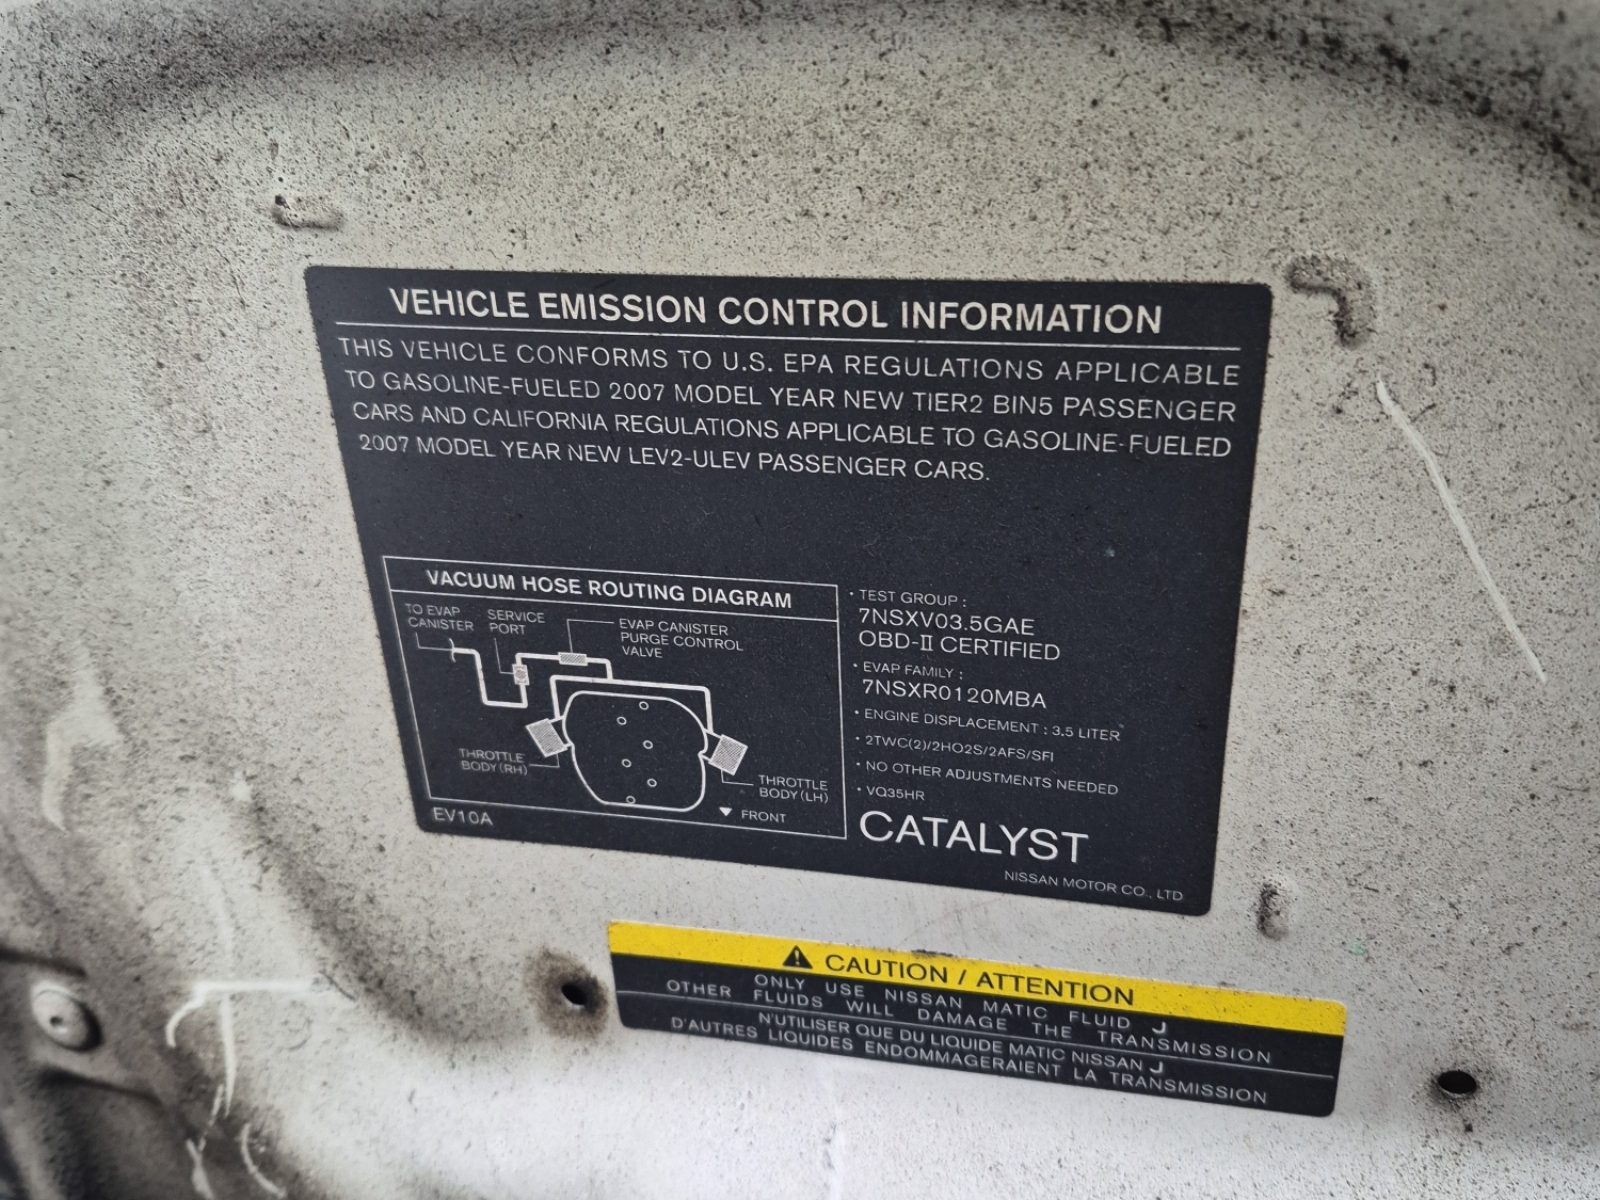 VEHICLE EMISSION CONTROL INFORMATION
THIS VEHICLE CONFORMS TO U.S. EPA REGULATIONS APPLICABLE
TO GASOLINE-FUELED 2007 MODEL YEAR NEW TIER2 BIN5 PASSENGER
CARS AND CALIFORNIA REGULATIONS APPLICABLE TO GASOLINE-FUELED
2007 MODEL YEAR NEW LEV2-ULEV PASSENGER CARS.
VACUUM HOSE ROUTING DIAGRAM
TO EVAP
CANISTER
SERVICE
PORT
EVAP CANISTER
PURGE CONTROL
VALVE
THROTTLE
BODY(RH)
THROTTLE
BODY(LH)
▼ FRONT
EV10A
• TEST GROUP :
7NSXV03.5GAE
OBD-II CERTIFIED
• EVAP FAMILY :
7NSXR0120MBA
• ENGINE DISPLACEMENT : 3.5 LITER
• 2TWC(2)/2HO2S/2AFS/SFI
• NO OTHER ADJUSTMENTS NEEDED
• VQ35HR
CATALYST
NISSAN MOTOR CO., LTD
⚠ CAUTION / ATTENTION
ONLY USE NISSAN MATIC FLUID J
OTHER FLUIDS WILL DAMAGE THE TRANSMISSION
N'UTILISER QUE DU LIQUIDE MATIC NISSAN J
D'AUTRES LIQUIDES ENDOMMAGERAIENT LA TRANSMISSION